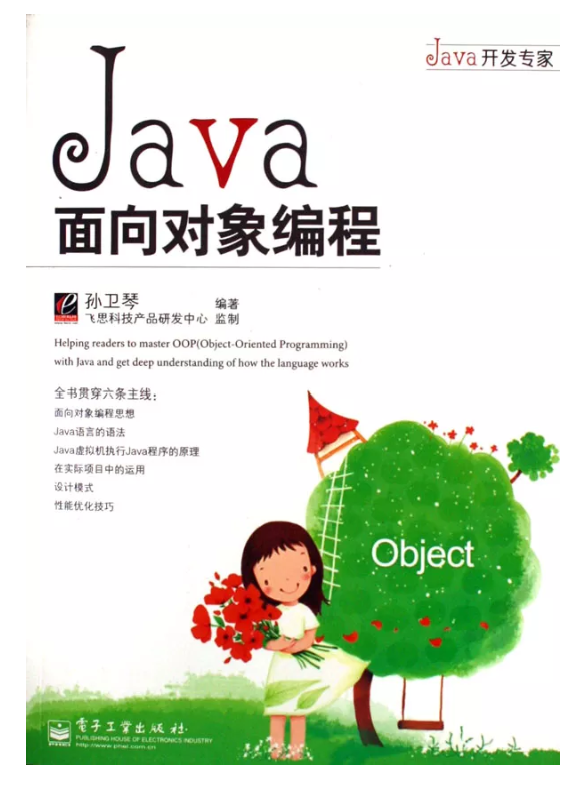 Java开发专家
Java
面向对象编程
孙卫琴 编著
飞思科技产品研发中心 监制
Helping readers to master OOP(Object-Oriented Programming)
with Java and get deep understanding of how the language works
全书贯穿六条主线：
面向对象编程思想
Java语言的语法
Java虚拟机执行Java程序的原理
在实际项目中的运用
设计模式
性能优化技巧
Object
电子工业出版社·
PUBLISHING HOUSE OF ELECTRONICS INDUSTRY
http://www.phei.com.cn